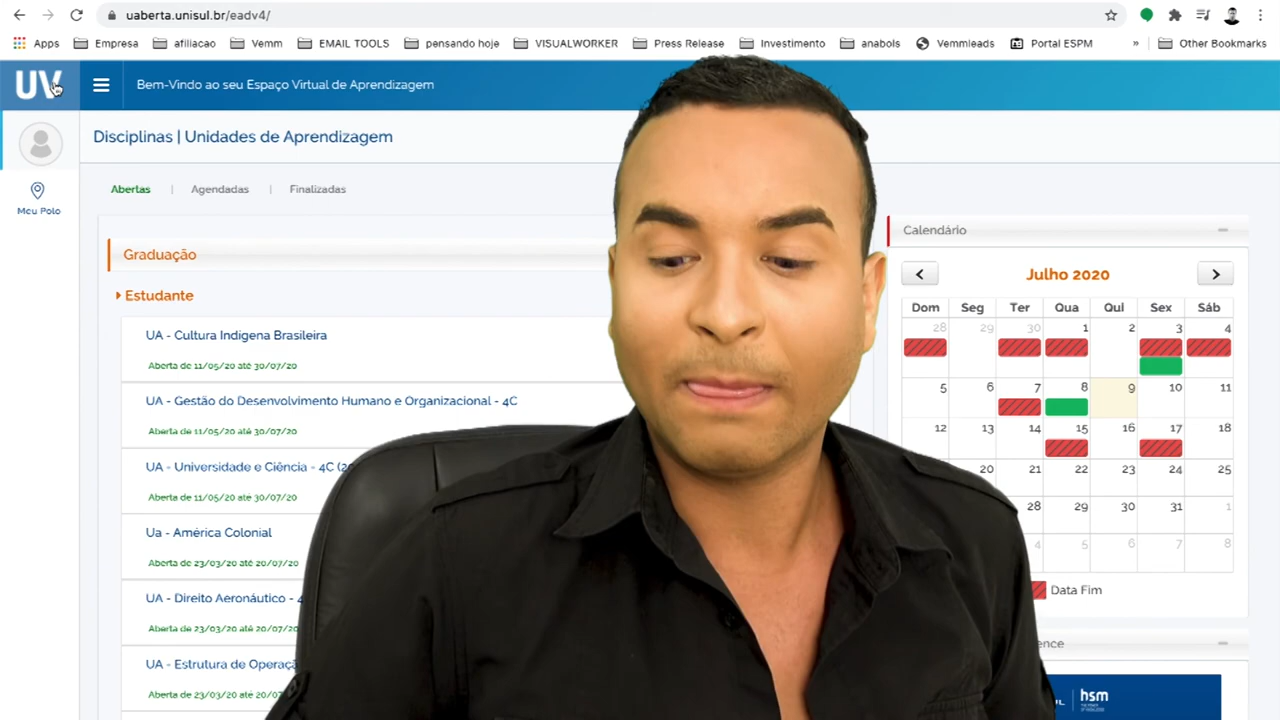 uaberta.unisul.br/eadv4/
Apps Empresa afiliacao Vemm EMAIL TOOLS pensando hoje VISUALWORKER Press Release Investimento anabols Vemmleads Portal ESPM » Other Bookmarks
UV Bem-Vindo ao seu Espaço Virtual de Aprendizagem
Disciplinas | Unidades de Aprendizagem
Meu Polo
Abertas | Agendadas | Finalizadas
Graduação
Estudante
UA - Cultura Indígena Brasileira
Aberta de 11/05/20 até 30/07/20
UA - Gestão do Desenvolvimento Humano e Organizacional - 4C
Aberta de 11/05/20 até 30/07/20
UA - Universidade e Ciência - 4C
Aberta de 11/05/20 até 30/07/20
Ua - América Colonial
Aberta de 23/03/20 até 20/07/20
UA - Direito Aeronáutico - 4
Aberta de 23/03/20 até 20/07/20
UA - Estrutura de Operaçã
Aberta de 23/03/20 até 20/07
Calendário
Julho 2020
Dom Seg Ter Qua Qui Sex Sáb
28 29 30 1 2 3 4
5 6 7 8 9 10 11
12 13 14 15 16 17 18
20 21 22 23 24 25
28 29 30 31 1
4 5 6 7 8
Data Fim
ence
UL | hsm